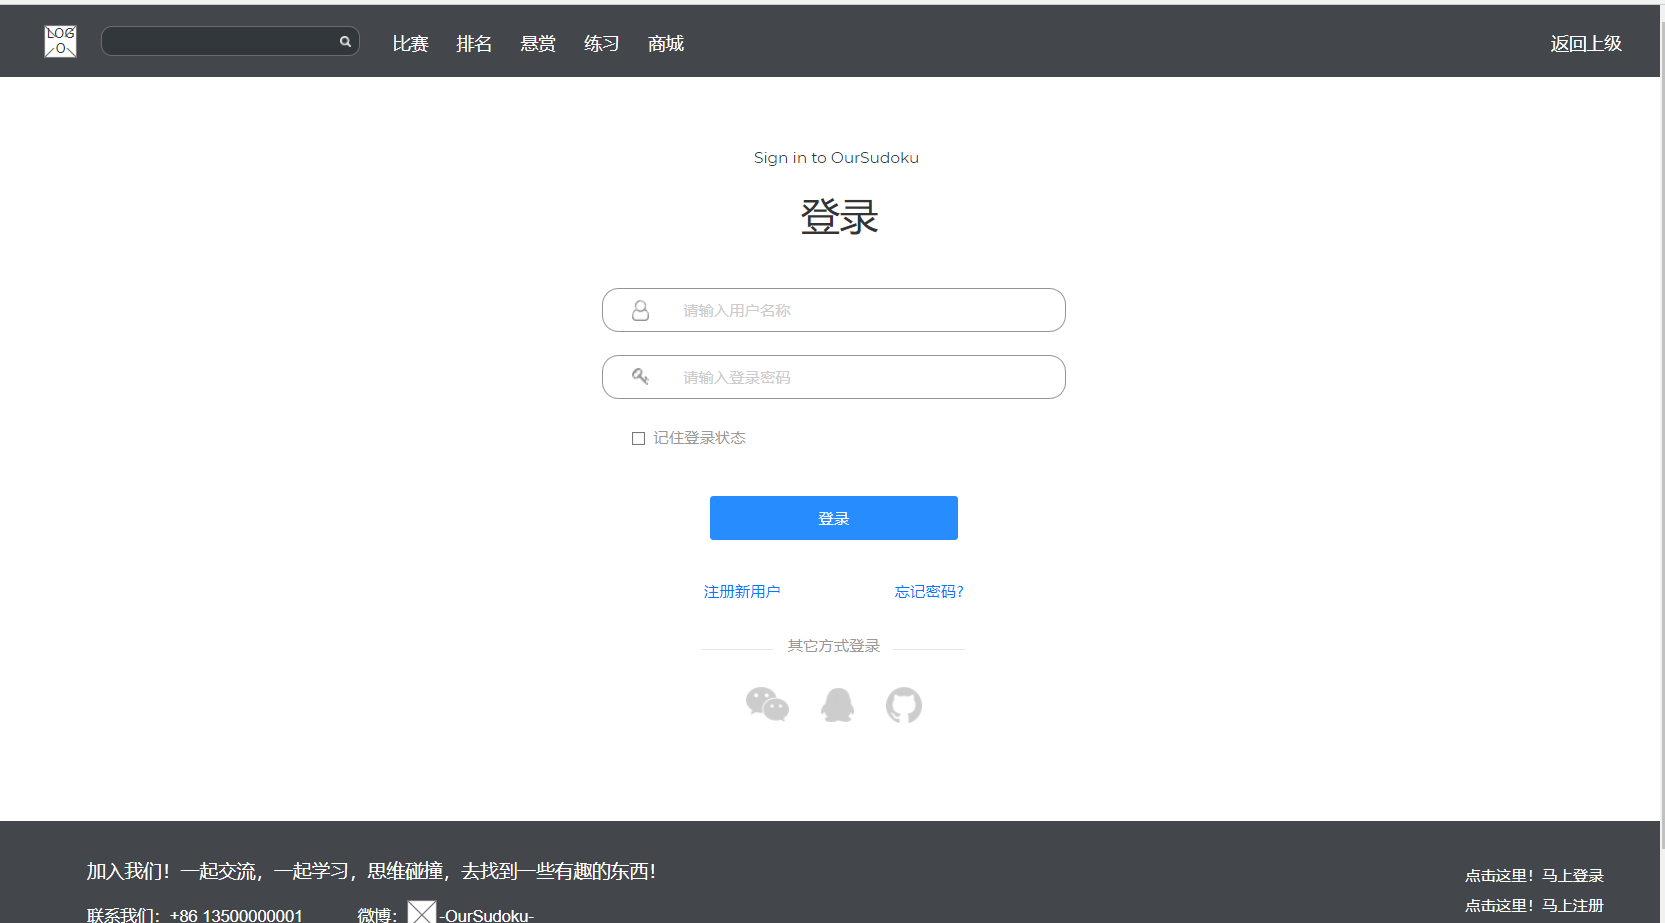 LOG
O
比赛 排名 悬赏 练习 商城 返回上级
Sign in to OurSudoku
登录
请输入用户名称
请输入登录密码
记住登录状态
登录
注册新用户 忘记密码?
其它方式登录
加入我们！一起交流，一起学习，思维碰撞，去找到一些有趣的东西！
点击这里！马上登录
点击这里！马上注册
联系我们：+86 13500000001 微博： -OurSudoku-